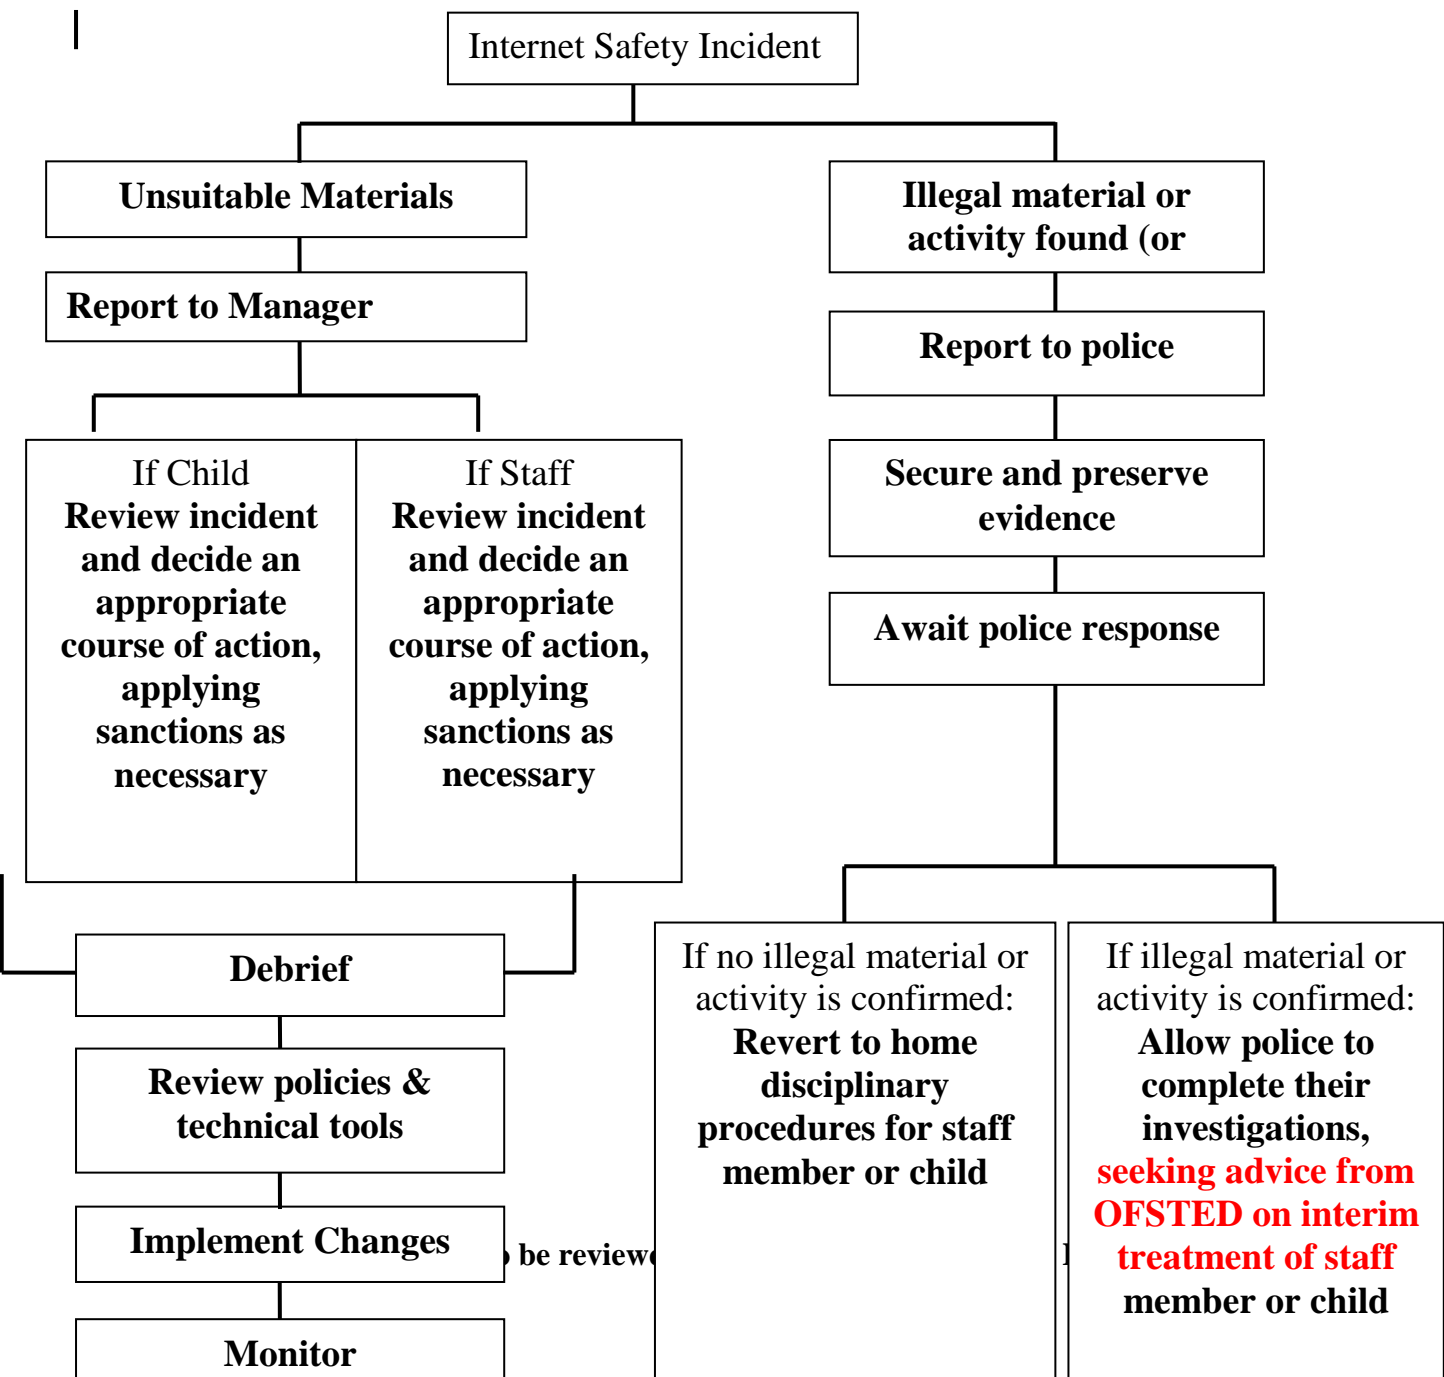 Internet Safety Incident
Unsuitable Materials
Report to Manager
If Child
Review incident
and decide an
appropriate
course of action,
applying
sanctions as
necessary
If Staff
Review incident
and decide an
appropriate
course of action,
applying
sanctions as
necessary
Debrief
Review policies &
technical tools
Implement Changes
Monitor
Illegal material or
activity found (or
Report to police
Secure and preserve
evidence
Await police response
If no illegal material or
activity is confirmed:
Revert to home
disciplinary
procedures for staff
member or child
If illegal material or
activity is confirmed:
Allow police to
complete their
investigations,
seeking advice from
OFSTED on interim
treatment of staff
member or child
be